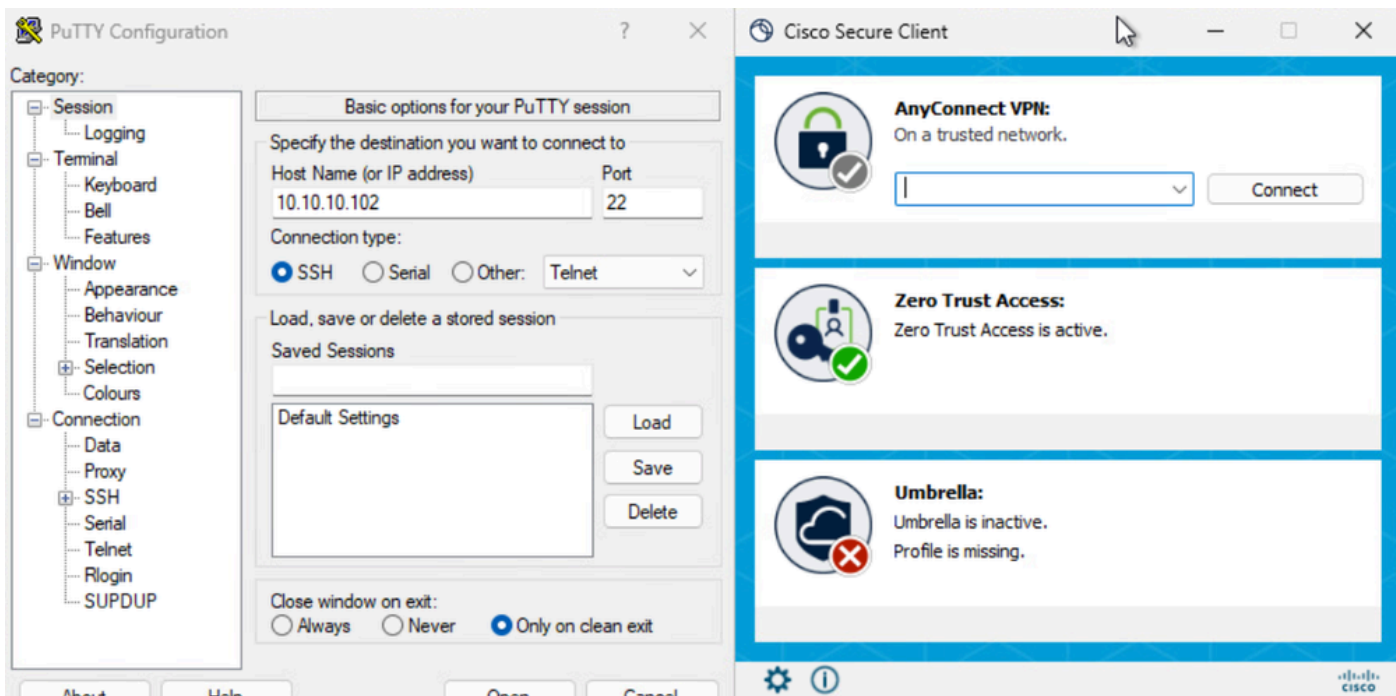 PuTTY Configuration
?
Category:
Session
Logging
Terminal
Keyboard
Bell
Features
Window
Appearance
Behaviour
Translation
Selection
Colours
Connection
Data
Proxy
SSH
Serial
Telnet
Rlogin
SUPDUP
Basic options for your PuTTY session
Specify the destination you want to connect to
Host Name (or IP address) Port
10.10.10.102 22
Connection type:
SSH Serial Other: Telnet
Load, save or delete a stored session
Saved Sessions
Default Settings
Load
Save
Delete
Close window on exit:
Always Never Only on clean exit
About Help Open Cancel
Cisco Secure Client
AnyConnect VPN:
On a trusted network.
Connect
Zero Trust Access:
Zero Trust Access is active.
Umbrella:
Umbrella is inactive.
Profile is missing.
CISCO